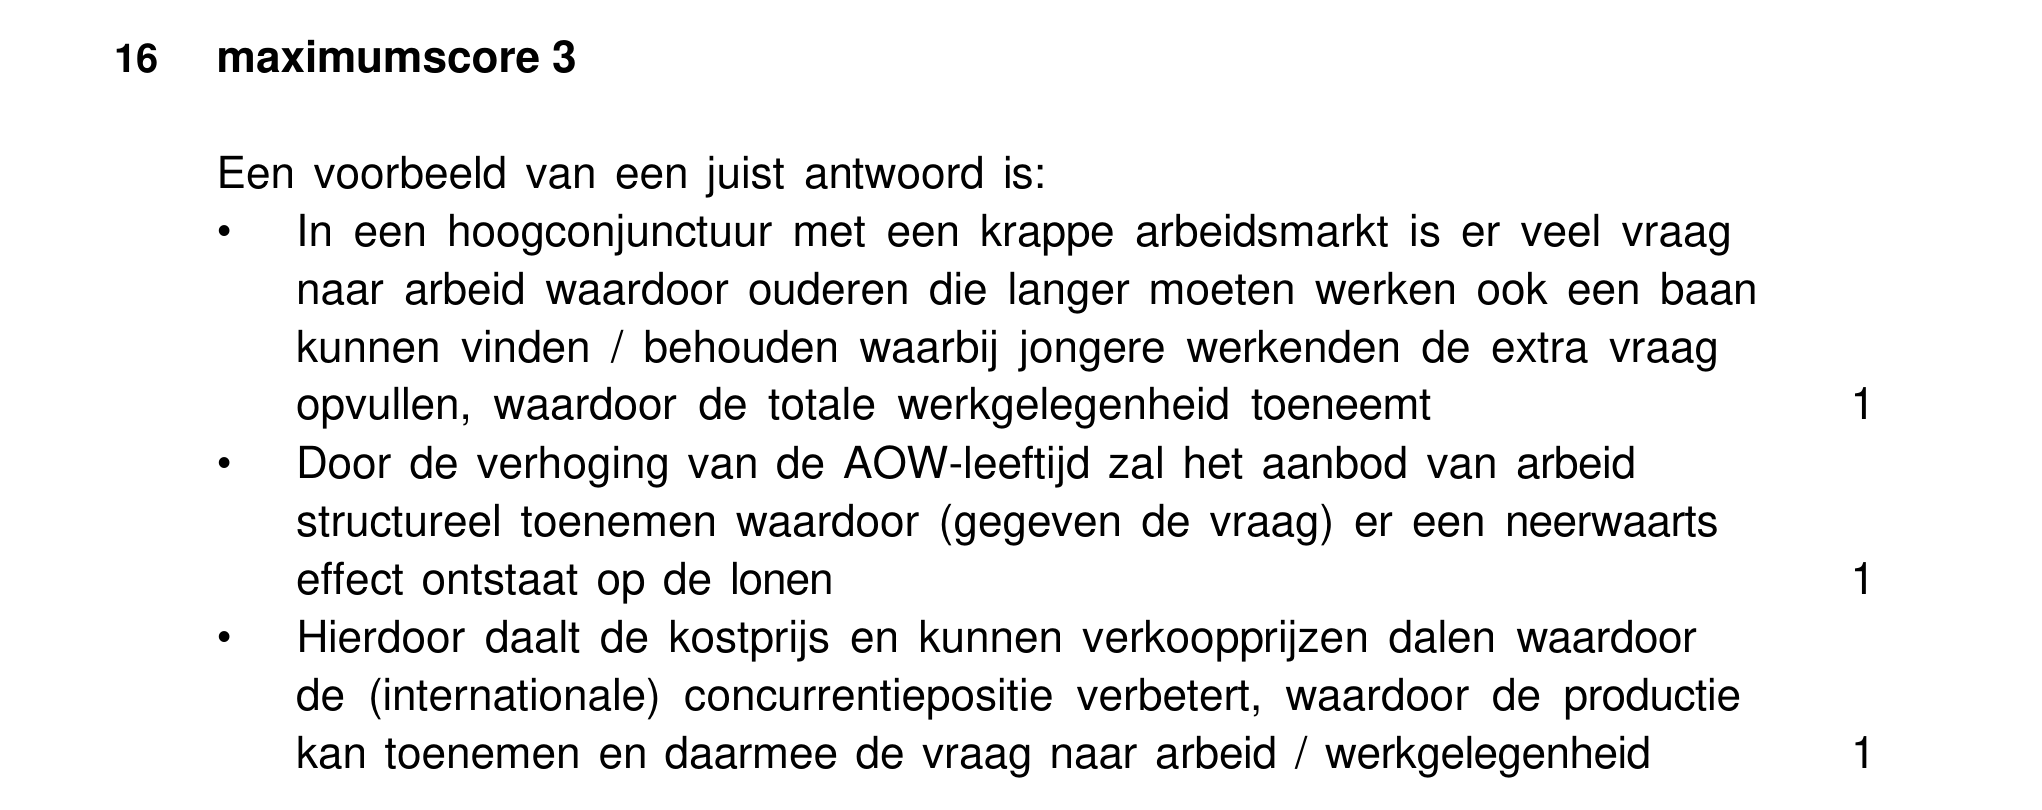 16 maximumscore 3
Een voorbeeld van een juist antwoord is:
• In een hoogconjunctuur met een krappe arbeidsmarkt is er veel vraag
naar arbeid waardoor ouderen die langer moeten werken ook een baan
kunnen vinden / behouden waarbij jongere werkenden de extra vraag
opvullen, waardoor de totale werkgelegenheid toeneemt 1
• Door de verhoging van de AOW-leeftijd zal het aanbod van arbeid
structureel toenemen waardoor (gegeven de vraag) er een neerwaarts
effect ontstaat op de lonen 1
• Hierdoor daalt de kostprijs en kunnen verkoopprijzen dalen waardoor
de (internationale) concurrentiepositie verbetert, waardoor de productie
kan toenemen en daarmee de vraag naar arbeid / werkgelegenheid 1